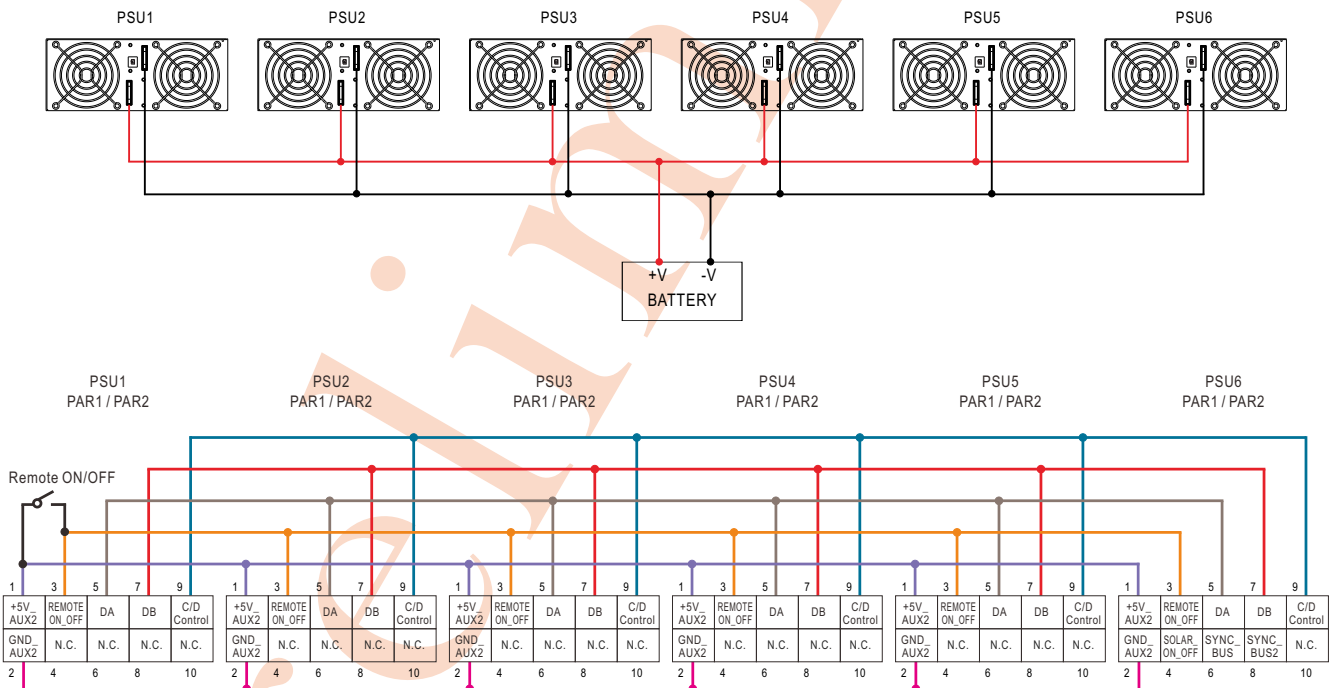 PSU1 PSU2 PSU3 PSU4 PSU5 PSU6
+V -V
BATTERY
PSU1 PSU2 PSU3 PSU4 PSU5 PSU6
PAR1 / PAR2 PAR1 / PAR2 PAR1 / PAR2 PAR1 / PAR2 PAR1 / PAR2 PAR1 / PAR2
Remote ON/OFF
1 3 5 7 9 1 3 5 7 9 1 3 5 7 9 1 3 5 7 9 1 3 5 7 9 1 3 5 7 9
+5V_ REMOTE DA DB C/D +5V_ REMOTE DA DB C/D +5V_ REMOTE DA DB C/D +5V_ REMOTE DA DB C/D +5V_ REMOTE DA DB C/D +5V_ REMOTE DA DB C/D
AUX2 ON_OFF Control AUX2 ON_OFF Control AUX2 ON_OFF Control AUX2 ON_OFF Control AUX2 ON_OFF Control AUX2 ON_OFF Control
GND_ N.C. N.C. N.C. N.C. GND_ N.C. N.C. N.C. N.C. GND_ N.C. N.C. N.C. N.C. GND_ N.C. N.C. N.C. N.C. GND_ N.C. N.C. N.C. N.C. GND_ SOLAR_ SYNC_ SYNC_ N.C.
AUX2 AUX2 AUX2 AUX2 AUX2 AUX2 ON_OFF BUS BUS2
2 4 6 8 10 2 4 6 8 10 2 4 6 8 10 2 4 6 8 10 2 4 6 8 10 2 4 6 8 10